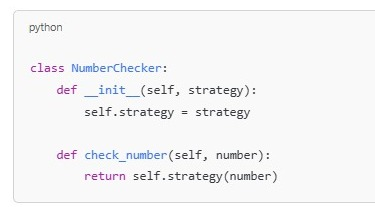 python
class NumberChecker:
    def __init__(self, strategy):
        self.strategy = strategy
    def check_number(self, number):
        return self.strategy(number)